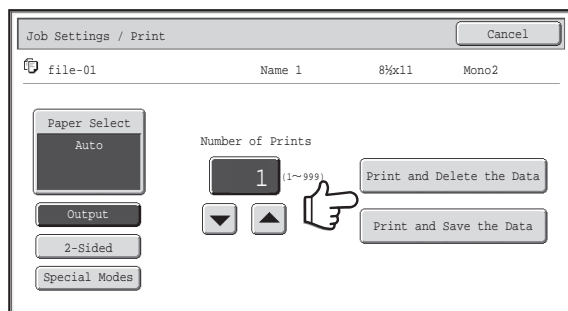 Job Settings / Print
Cancel
file-01 Name 1 8½x11 Mono2
Paper Select
Auto
Number of Prints
1 (1~999)
Print and Delete the Data
Output
Print and Save the Data
2-Sided
Special Modes